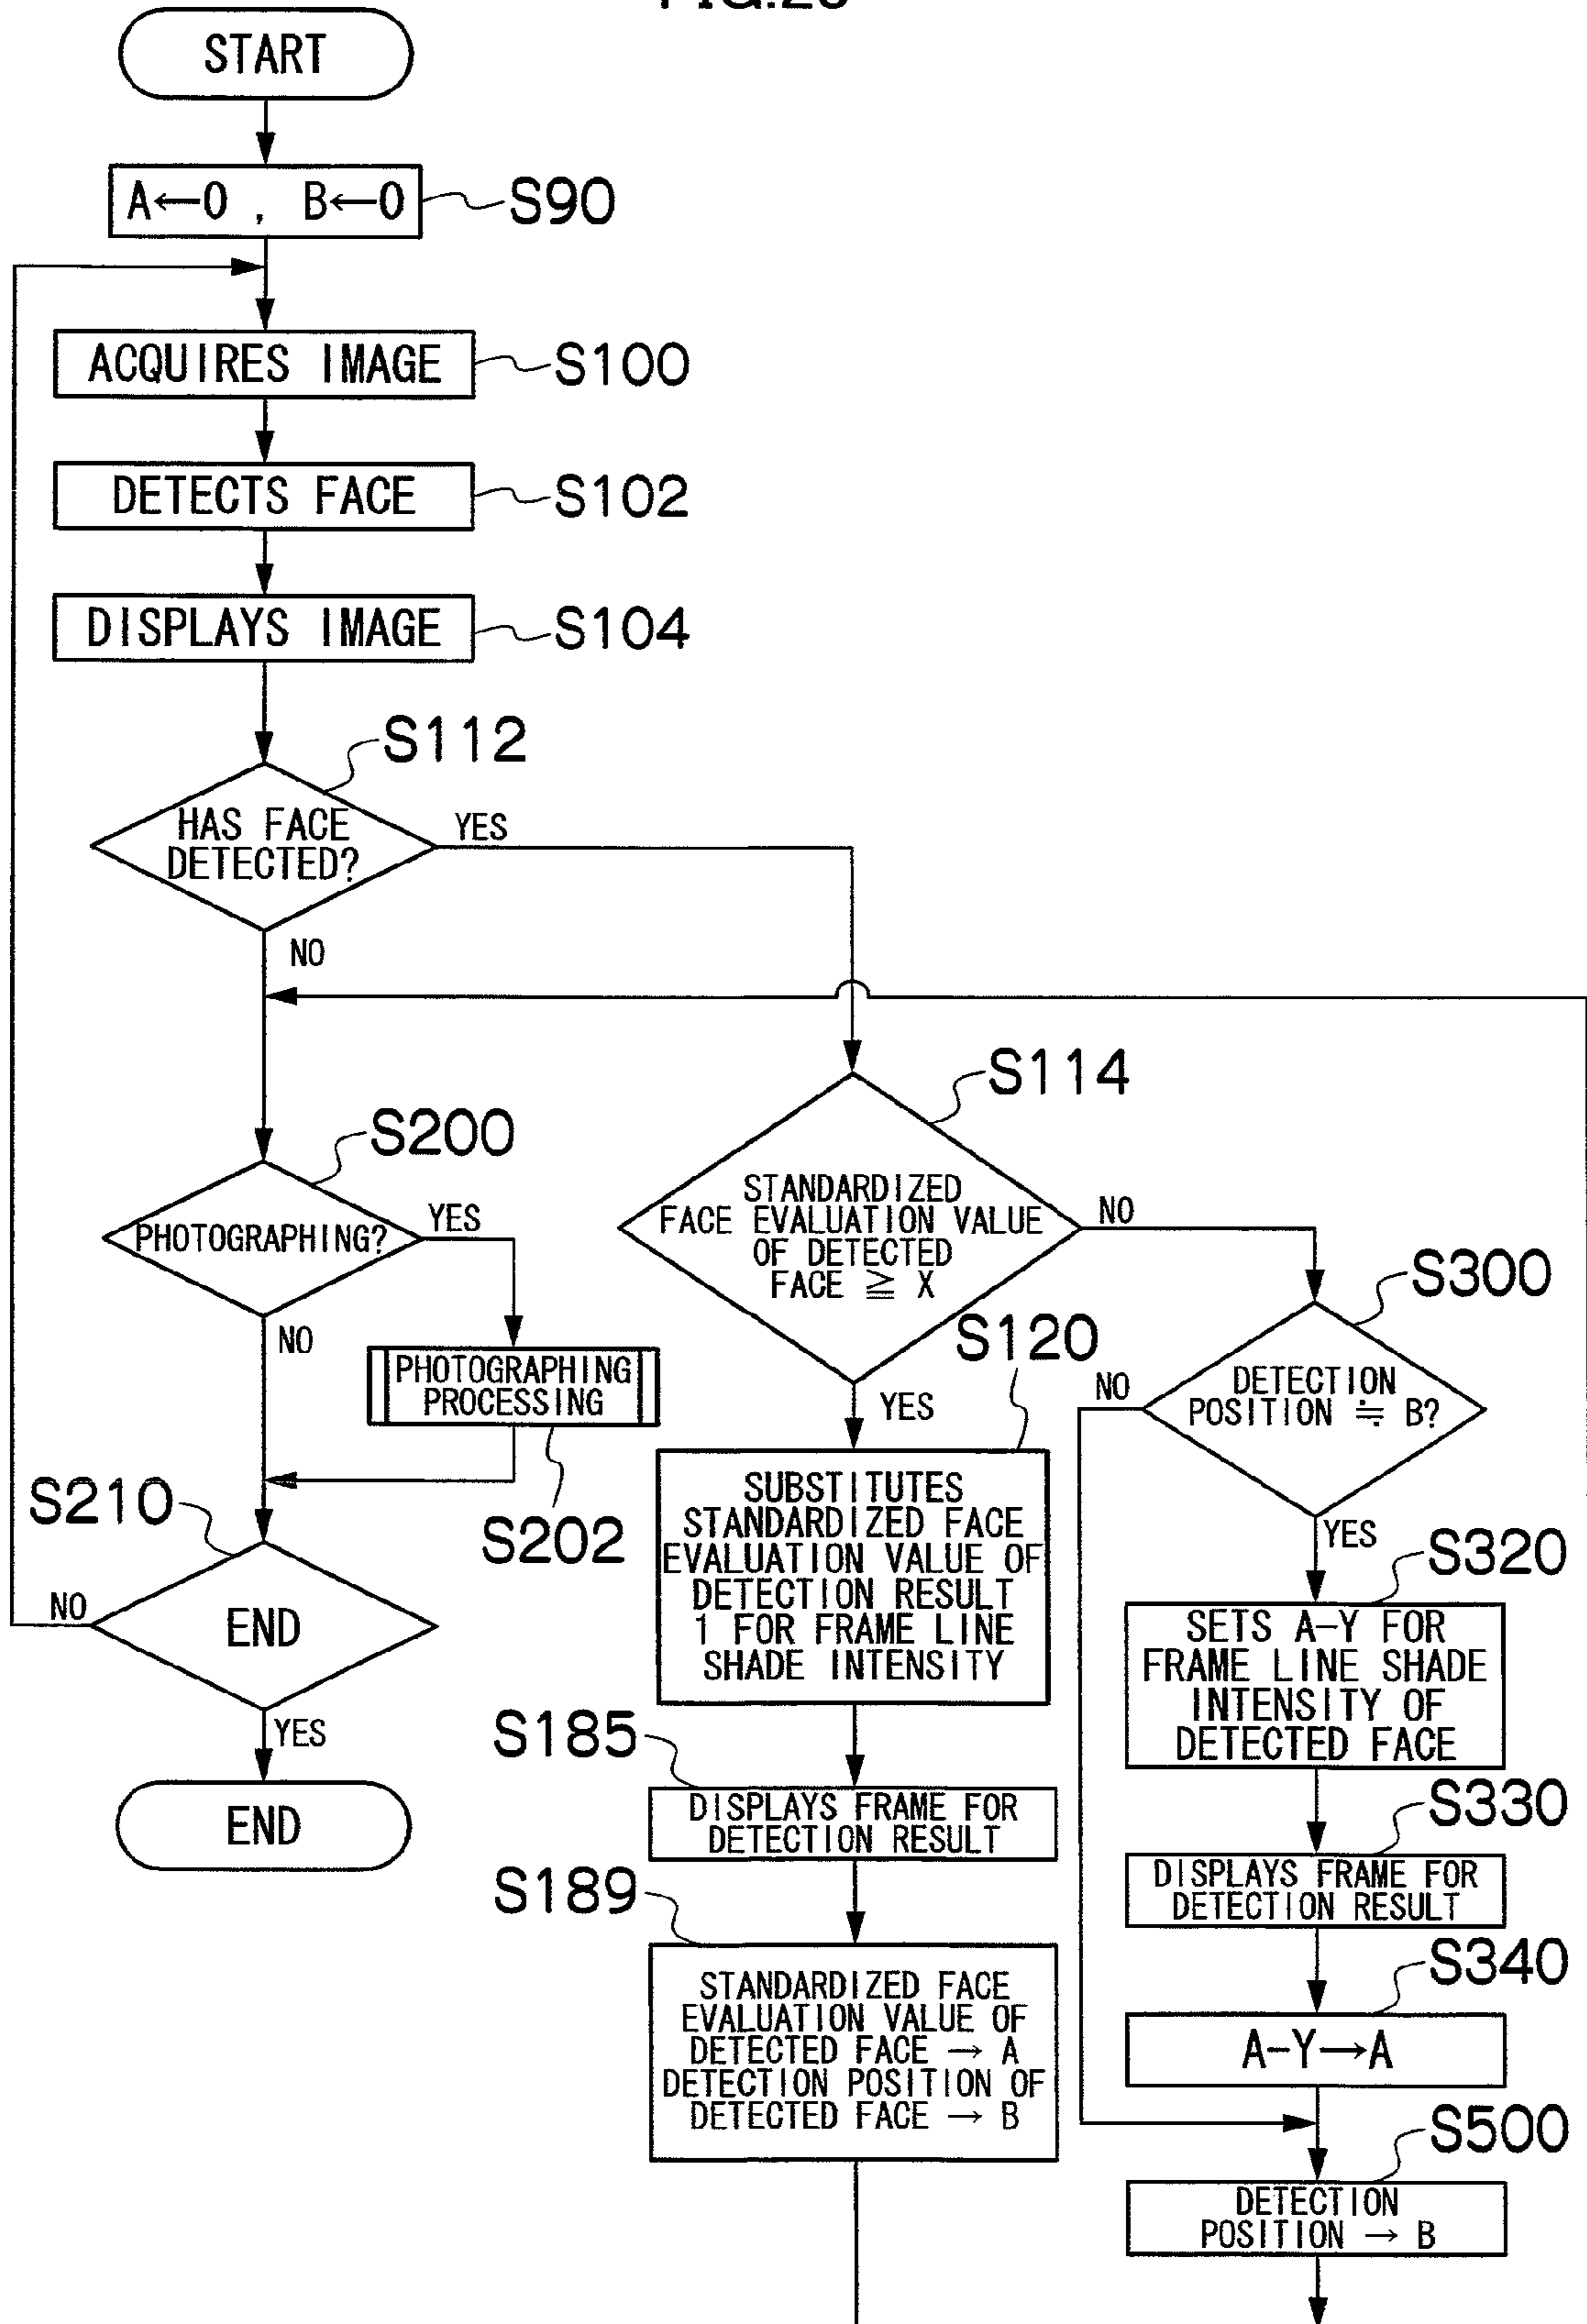 START
A←0 , B←0
S90
ACQUIRES IMAGE
S100
DETECTS FACE
S102
DISPLAYS IMAGE
S104
S112
HAS FACE
DETECTED?
YES
NO
S114
STANDARDIZED
FACE EVALUATION VALUE
OF DETECTED
FACE ≧ X
NO
YES
S200
PHOTOGRAPHING?
YES
NO
PHOTOGRAPHING
PROCESSING
S202
S210
END
NO
YES
END
S120
SUBSTITUTES
STANDARDIZED FACE
EVALUATION VALUE OF
DETECTION RESULT
1 FOR FRAME LINE
SHADE INTENSITY
S185
DISPLAYS FRAME FOR
DETECTION RESULT
S189
STANDARDIZED FACE
EVALUATION VALUE OF
DETECTED FACE → A
DETECTION POSITION OF
DETECTED FACE → B
S300
DETECTION
POSITION ≒ B?
NO
YES
S320
SETS A-Y FOR
FRAME LINE SHADE
INTENSITY OF
DETECTED FACE
S330
DISPLAYS FRAME FOR
DETECTION RESULT
S340
A-Y→A
S500
DETECTION
POSITION → B